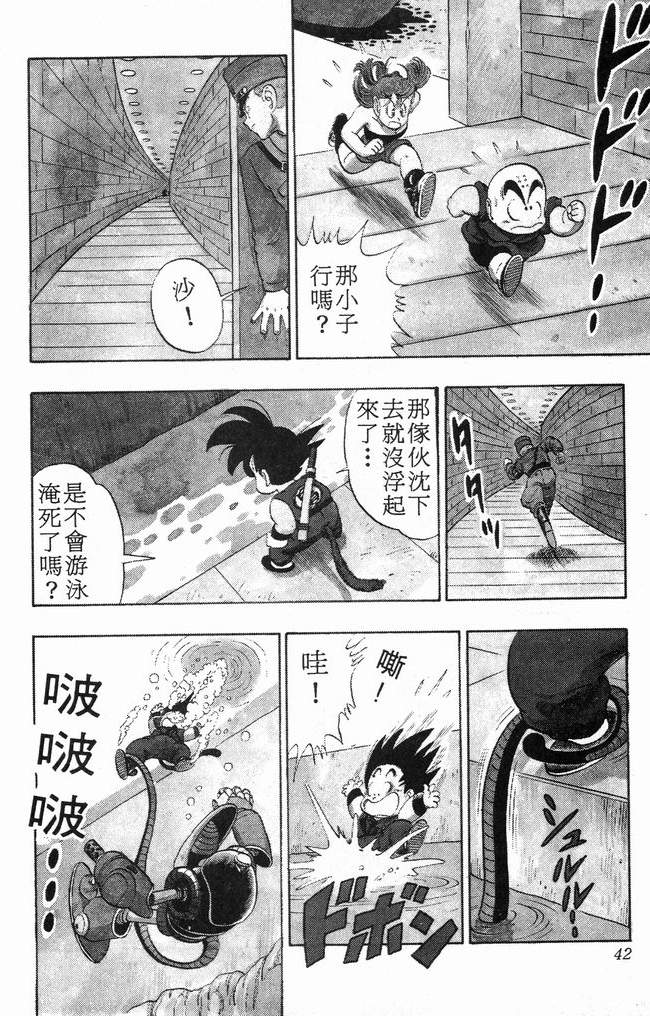 ドドド・・
那小子
行嗎？
沙！
タタタッ
那傢伙沈下
去就沒浮起
來了…
是不會游泳
淹死了嗎？
シュルルル・・
嘶！
哇！
ドボン
啵
啵
啵
・・・
42